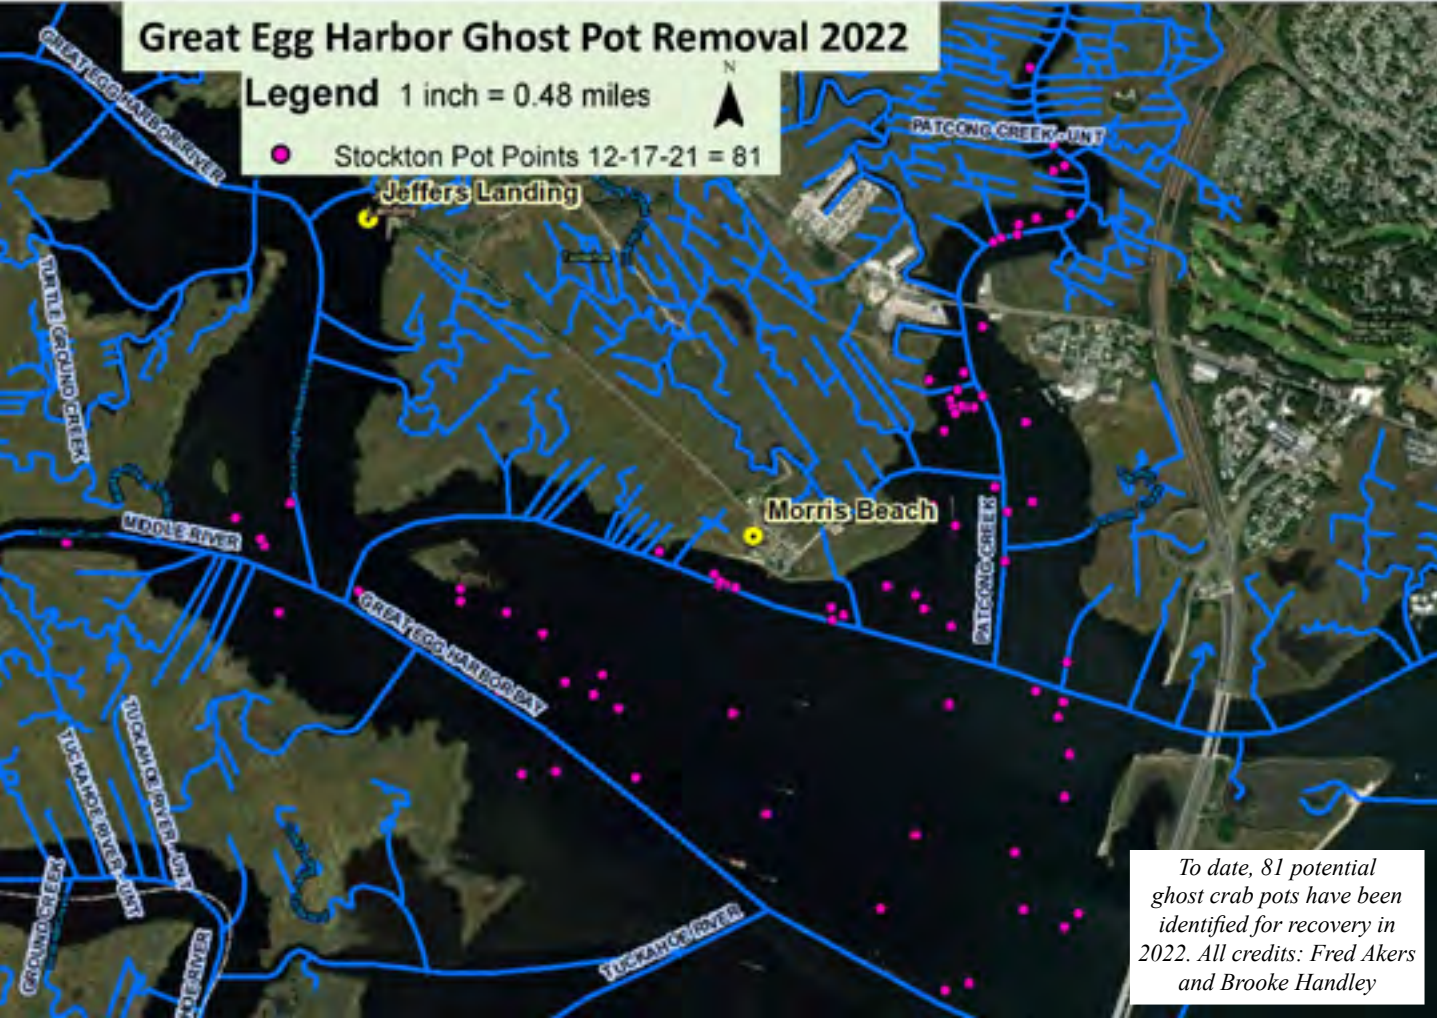 Great Egg Harbor Ghost Pot Removal 2022
Legend 1 inch = 0.48 miles
N
Stockton Pot Points 12-17-21 = 81
GREAT EGG HARBOR RIVER
PATCONG CREEK - UNT
Jeffers Landing
TURTLE GROUND CREEK
MIDDLE RIVER
Morris Beach
PATCONG CREEK
GREAT EGG HARBOR BAY
TUCKAHOE RIVER - UNT
TUCKAHOE RIVER - UNT
GROUND CREEK
HOE RIVER
TUCKAHOE RIVER
To date, 81 potential
ghost crab pots have been
identified for recovery in
2022. All credits: Fred Akers
and Brooke Handley